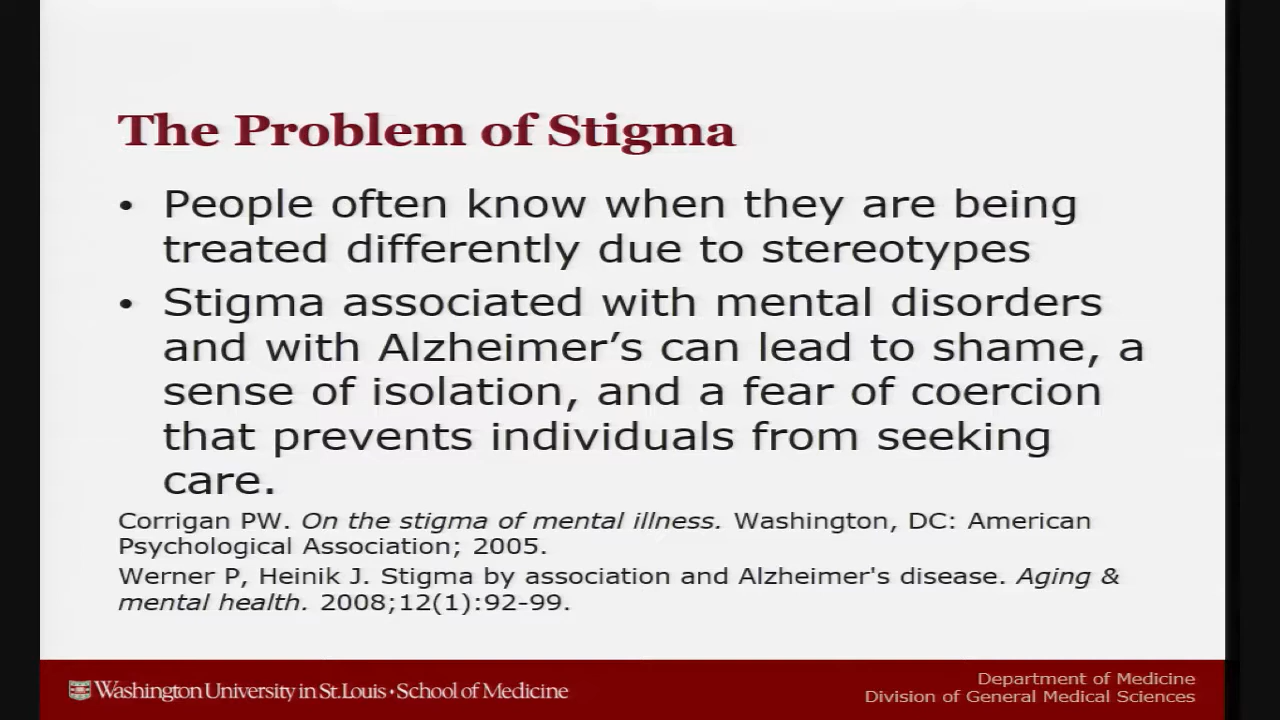 The Problem of Stigma
• People often know when they are being
treated differently due to stereotypes
• Stigma associated with mental disorders
and with Alzheimer’s can lead to shame, a
sense of isolation, and a fear of coercion
that prevents individuals from seeking
care.
Corrigan PW. On the stigma of mental illness. Washington, DC: American
Psychological Association; 2005.
Werner P, Heinik J. Stigma by association and Alzheimer's disease. Aging &
mental health. 2008;12(1):92-99.
Washington University in St. Louis • School of Medicine
Department of Medicine
Division of General Medical Sciences